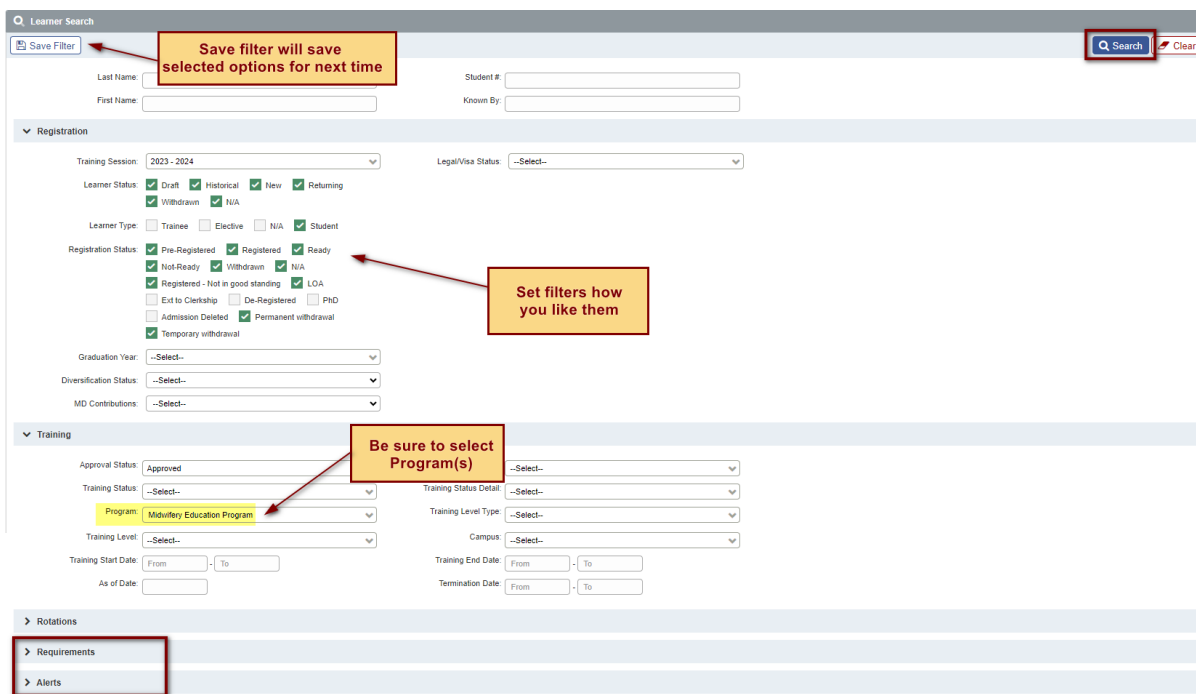 Learner Search
Save Filter
Save filter will save
selected options for next time
Search
Clear
Last Name:
Student #:
First Name:
Known By:
Registration
Training Session: 2023 - 2024
Legal/Visa Status: --Select--
Learner Status: Draft Historical New Returning
Withdrawn N/A
Learner Type: Trainee Elective N/A Student
Registration Status: Pre-Registered Registered Ready
Not-Ready Withdrawn N/A
Registered - Not in good standing LOA
Ext to Clerkship De-Registered PhD
Admission Deleted Permanent withdrawal
Temporary withdrawal
Set filters how
you like them
Graduation Year: --Select--
Diversification Status: --Select--
MD Contributions: --Select--
Training
Be sure to select
Program(s)
Approval Status: Approved
--Select--
Training Status: --Select--
Training Status Detail: --Select--
Program: Midwifery Education Program
Training Level Type: --Select--
Training Level: --Select--
Campus: --Select--
Training Start Date: From - To
Training End Date: From - To
As of Date:
Termination Date: From - To
Rotations
Requirements
Alerts